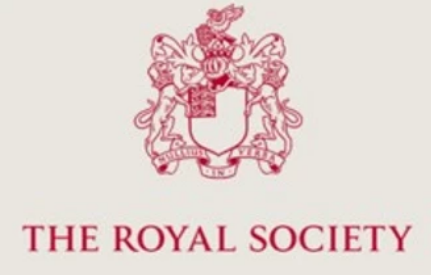 NULLIUS IN VERBA
THE ROYAL SOCIETY